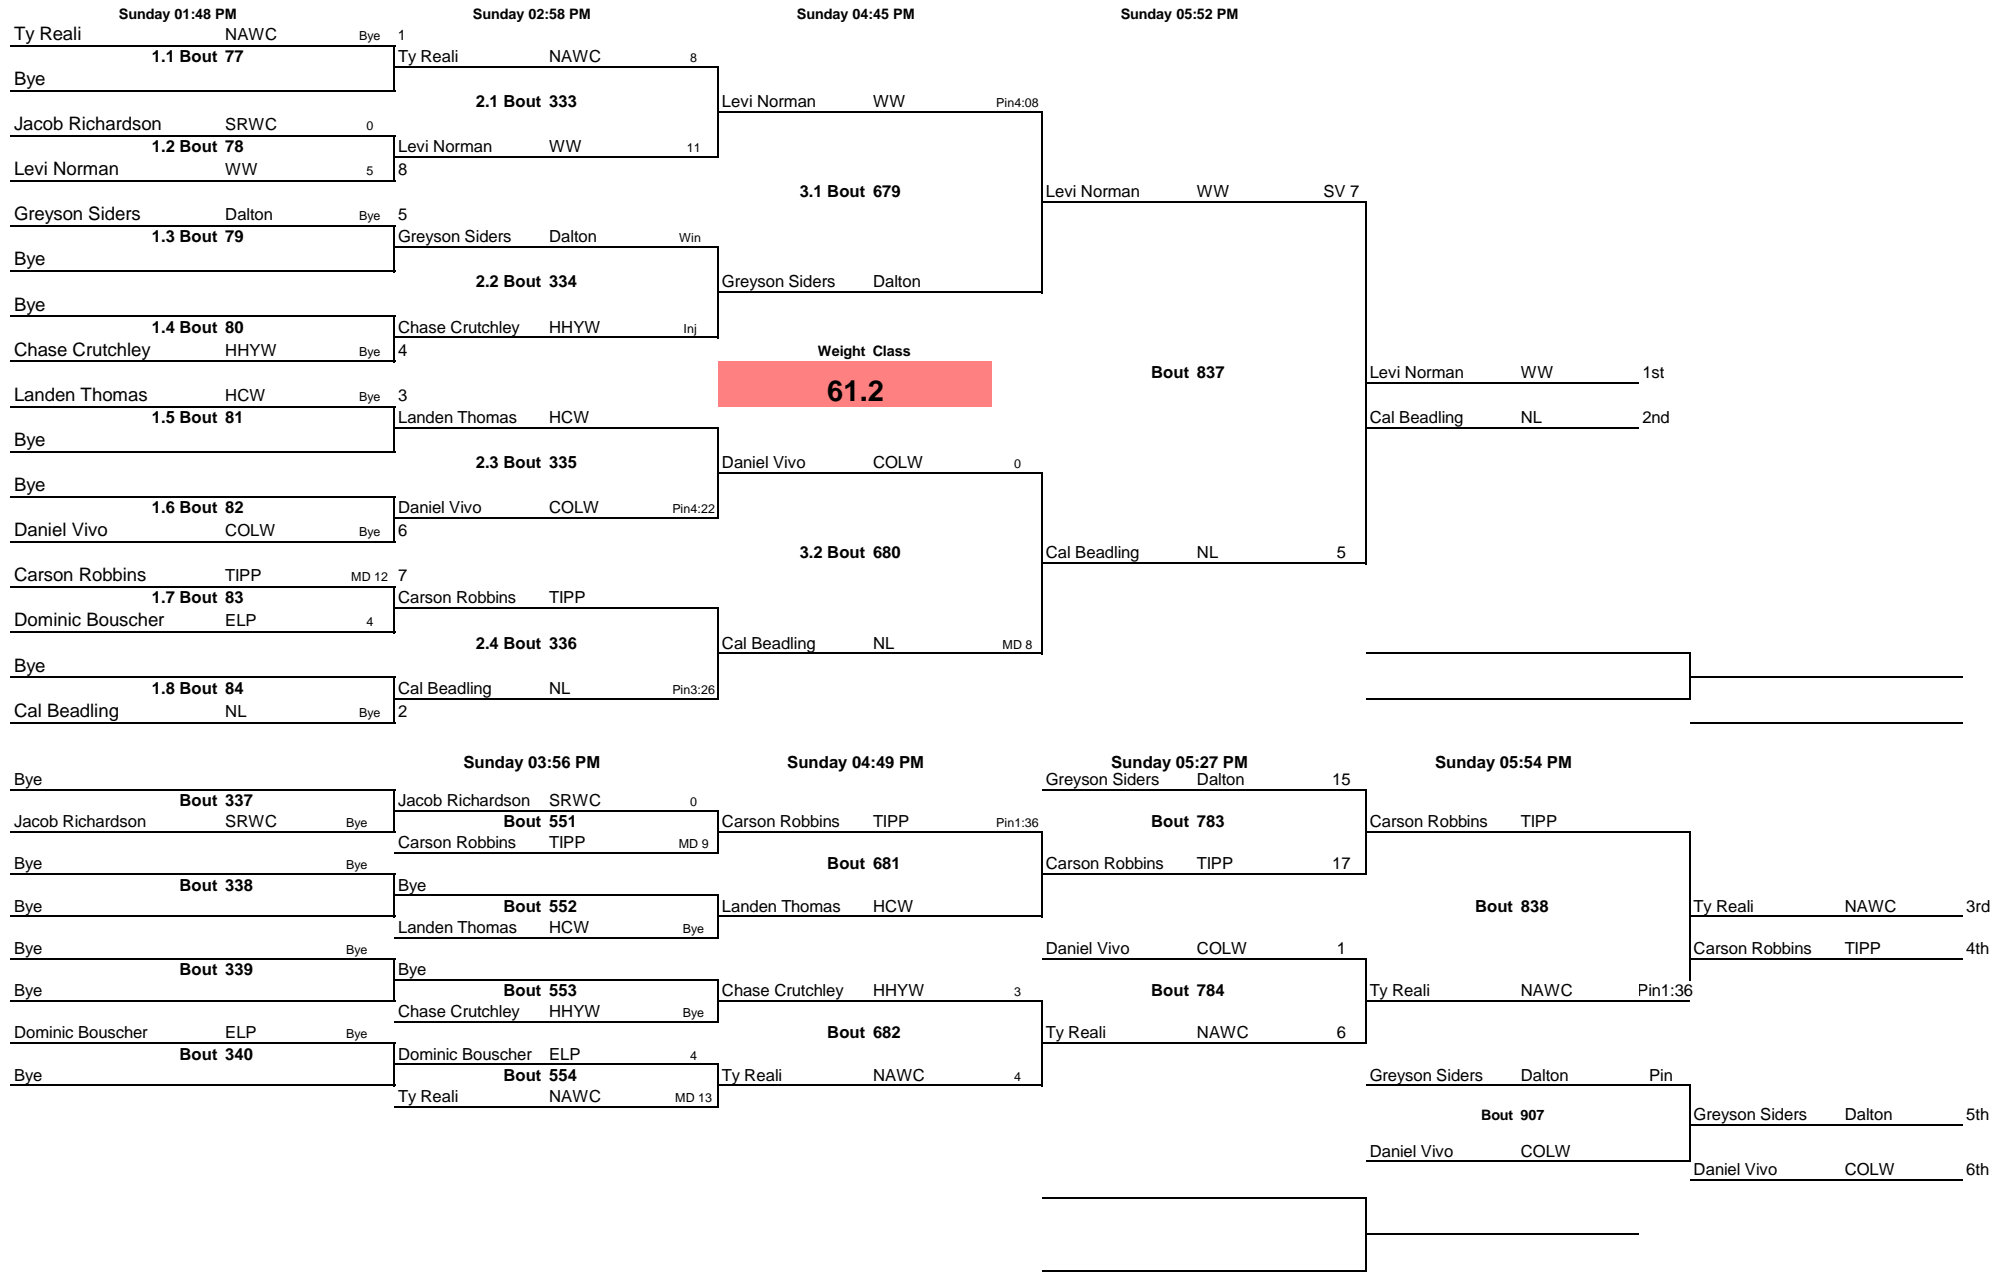 Sunday 01:48 PM Sunday 02:58 PM Sunday 04:45 PM Sunday 05:52 PM
Ty Reali NAWC Bye 1
1.1 Bout 77 Ty Reali NAWC 8
Bye
2.1 Bout 333 Levi Norman WW Pin4:08
Jacob Richardson SRWC 0
1.2 Bout 78 Levi Norman WW 11
Levi Norman WW 5 8
3.1 Bout 679 Levi Norman WW SV 7
Greyson Siders Dalton Bye 5
1.3 Bout 79 Greyson Siders Dalton Win
Bye
2.2 Bout 334 Greyson Siders Dalton
Bye
1.4 Bout 80 Chase Crutchley HHYW Inj
Chase Crutchley HHYW Bye 4 Weight Class
Bout 837 Levi Norman WW 1st
61.2
Landen Thomas HCW Bye 3
1.5 Bout 81 Landen Thomas HCW Cal Beadling NL 2nd
Bye
2.3 Bout 335 Daniel Vivo COLW 0
Bye
1.6 Bout 82 Daniel Vivo COLW Pin4:22
Daniel Vivo COLW Bye 6
3.2 Bout 680 Cal Beadling NL 5
Carson Robbins TIPP MD 12 7
1.7 Bout 83 Carson Robbins TIPP
Dominic Bouscher ELP 4
2.4 Bout 336 Cal Beadling NL MD 8
Bye
1.8 Bout 84 Cal Beadling NL Pin3:26
Cal Beadling NL Bye 2
Sunday 03:56 PM Sunday 04:49 PM Sunday 05:27 PM Sunday 05:54 PM
Bye Greyson Siders Dalton 15
Bout 337 Jacob Richardson SRWC 0
Jacob Richardson SRWC Bye Bout 551 Carson Robbins TIPP Pin1:36 Bout 783 Carson Robbins TIPP
Carson Robbins TIPP MD 9
Bye Bye Bout 681 Carson Robbins TIPP 17
Bout 338 Bye
Bye Bout 552 Landen Thomas HCW Bout 838 Ty Reali NAWC 3rd
Landen Thomas HCW Bye
Bye Bye Daniel Vivo COLW 1 Carson Robbins TIPP 4th
Bout 339 Bye
Bye Bout 553 Chase Crutchley HHYW 3 Bout 784 Ty Reali NAWC Pin1:36
Chase Crutchley HHYW Bye
Dominic Bouscher ELP Bye Bout 682 Ty Reali NAWC 6
Bout 340 Dominic Bouscher ELP 4
Bye Bout 554 Ty Reali NAWC 4 Greyson Siders Dalton Pin
Ty Reali NAWC MD 13
Bout 907 Greyson Siders Dalton 5th
Daniel Vivo COLW
Daniel Vivo COLW 6th